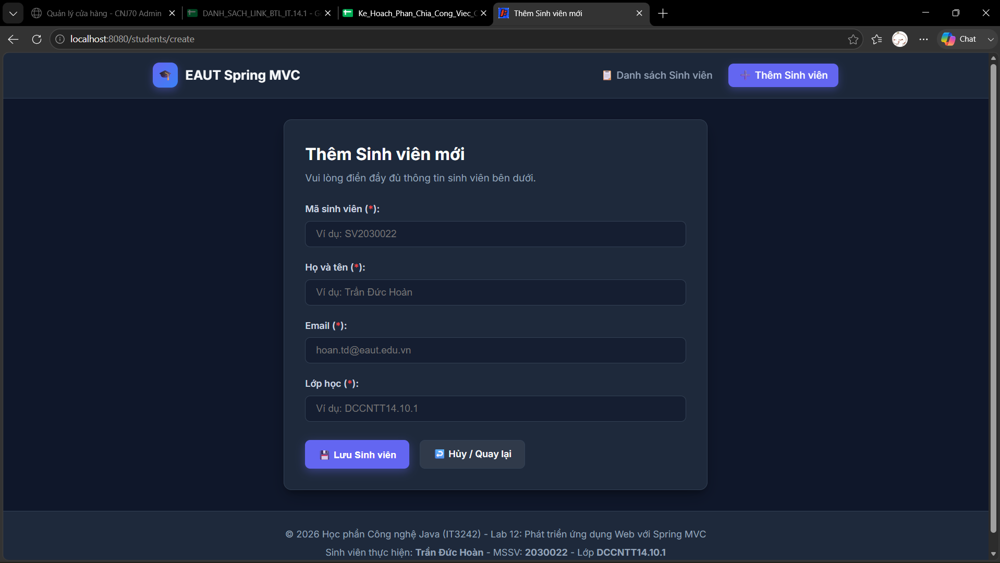 Quản lý cửa hàng - CNJ70 Admin
DANH_SACH_LINK_BTL_IT.14.1 - G
Ke_Hoach_Phan_Chia_Cong_Viec_
Thêm Sinh viên mới
localhost:8080/students/create
Chat
EAUT Spring MVC
Danh sách Sinh viên
Thêm Sinh viên
Thêm Sinh viên mới
Vui lòng điền đầy đủ thông tin sinh viên bên dưới.
Mã sinh viên (*):
Ví dụ: SV2030022
Họ và tên (*):
Ví dụ: Trần Đức Hoàn
Email (*):
hoan.td@eaut.edu.vn
Lớp học (*):
Ví dụ: DCCNTT14.10.1
Lưu Sinh viên
Hủy / Quay lại
© 2026 Học phần Công nghệ Java (IT3242) - Lab 12: Phát triển ứng dụng Web với Spring MVC
Sinh viên thực hiện: Trần Đức Hoàn - MSSV: 2030022 - Lớp DCCNTT14.10.1